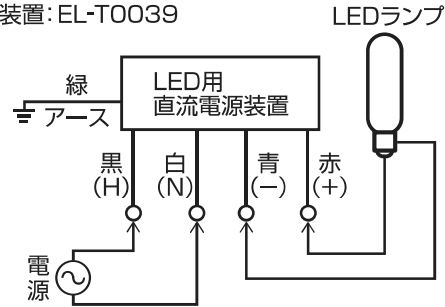 装置:EL-T0039
LEDランプ
LED用
直流電源装置
緑
アース
黒
(H)
白
(N)
青
(−)
赤
(+)
電源